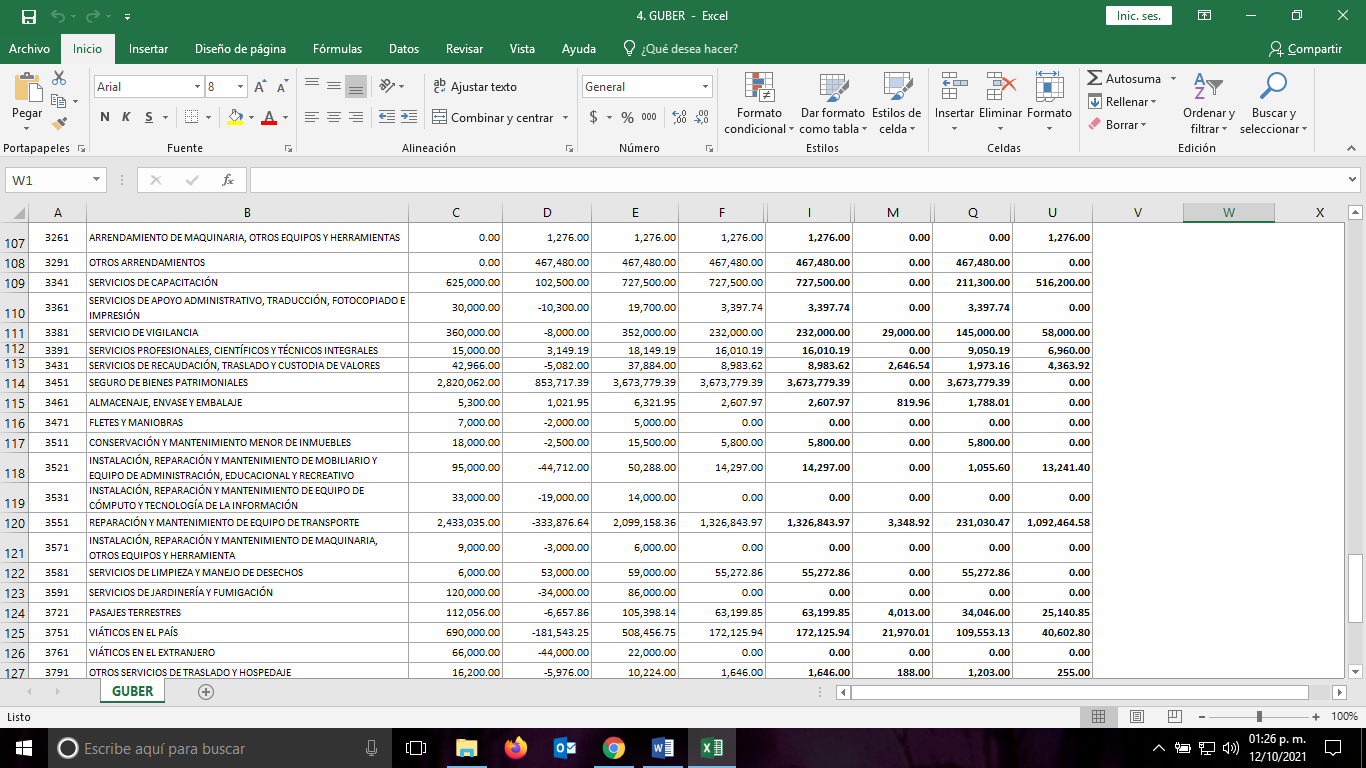 4. GUBER - Excel
Inic. ses.
Archivo Inicio Insertar Diseño de página Fórmulas Datos Revisar Vista Ayuda ¿Qué desea hacer? Compartir
Arial 8 Ajustar texto General Autosuma
Pegar N K S Combinar y centrar $ % 000 Rellenar
Formato condicional Dar formato como tabla Estilos de celda Insertar Eliminar Formato Borrar Ordenar y filtrar Buscar y seleccionar
Portapapeles Fuente Alineación Número Estilos Celdas Edición
W1 fx
A B C D E F I M Q U V W X
107 3261 ARRENDAMIENTO DE MAQUINARIA, OTROS EQUIPOS Y HERRAMIENTAS 0.00 1,276.00 1,276.00 1,276.00 1,276.00 0.00 0.00 1,276.00
108 3291 OTROS ARRENDAMIENTOS 0.00 467,480.00 467,480.00 467,480.00 467,480.00 0.00 467,480.00 0.00
109 3341 SERVICIOS DE CAPACITACIÓN 625,000.00 102,500.00 727,500.00 727,500.00 727,500.00 0.00 211,300.00 516,200.00
110 3361 SERVICIOS DE APOYO ADMINISTRATIVO, TRADUCCIÓN, FOTOCOPIADO E
IMPRESIÓN 30,000.00 -10,300.00 19,700.00 3,397.74 3,397.74 0.00 3,397.74 0.00
111 3381 SERVICIO DE VIGILANCIA 360,000.00 -8,000.00 352,000.00 232,000.00 232,000.00 29,000.00 145,000.00 58,000.00
112 3391 SERVICIOS PROFESIONALES, CIENTÍFICOS Y TÉCNICOS INTEGRALES 15,000.00 3,149.19 18,149.19 16,010.19 16,010.19 0.00 9,050.19 6,960.00
113 3431 SERVICIOS DE RECAUDACIÓN, TRASLADO Y CUSTODIA DE VALORES 42,966.00 -5,082.00 37,884.00 8,983.62 8,983.62 2,646.54 1,973.16 4,363.92
114 3451 SEGURO DE BIENES PATRIMONIALES 2,820,062.00 853,717.39 3,673,779.39 3,673,779.39 3,673,779.39 0.00 3,673,779.39 0.00
115 3461 ALMACENAJE, ENVASE Y EMBALAJE 5,300.00 1,021.95 6,321.95 2,607.97 2,607.97 819.96 1,788.01 0.00
116 3471 FLETES Y MANIOBRAS 7,000.00 -2,000.00 5,000.00 0.00 0.00 0.00 0.00 0.00
117 3511 CONSERVACIÓN Y MANTENIMIENTO MENOR DE INMUEBLES 18,000.00 -2,500.00 15,500.00 5,800.00 5,800.00 0.00 5,800.00 0.00
118 3521 INSTALACIÓN, REPARACIÓN Y MANTENIMIENTO DE MOBILIARIO Y
EQUIPO DE ADMINISTRACIÓN, EDUCACIONAL Y RECREATIVO 95,000.00 -44,712.00 50,288.00 14,297.00 14,297.00 0.00 1,055.60 13,241.40
119 3531 INSTALACIÓN, REPARACIÓN Y MANTENIMIENTO DE EQUIPO DE
CÓMPUTO Y TECNOLOGÍA DE LA INFORMACIÓN 33,000.00 -19,000.00 14,000.00 0.00 0.00 0.00 0.00 0.00
120 3551 REPARACIÓN Y MANTENIMIENTO DE EQUIPO DE TRANSPORTE 2,433,035.00 -333,876.64 2,099,158.36 1,326,843.97 1,326,843.97 3,348.92 231,030.47 1,092,464.58
121 3571 INSTALACIÓN, REPARACIÓN Y MANTENIMIENTO DE MAQUINARIA,
OTROS EQUIPOS Y HERRAMIENTA 9,000.00 -3,000.00 6,000.00 0.00 0.00 0.00 0.00 0.00
122 3581 SERVICIOS DE LIMPIEZA Y MANEJO DE DESECHOS 6,000.00 53,000.00 59,000.00 55,272.86 55,272.86 0.00 55,272.86 0.00
123 3591 SERVICIOS DE JARDINERÍA Y FUMIGACIÓN 120,000.00 -34,000.00 86,000.00 0.00 0.00 0.00 0.00 0.00
124 3721 PASAJES TERRESTRES 112,056.00 -6,657.86 105,398.14 63,199.85 63,199.85 4,013.00 34,046.00 25,140.85
125 3751 VIÁTICOS EN EL PAÍS 690,000.00 -181,543.25 508,456.75 172,125.94 172,125.94 21,970.01 109,553.13 40,602.80
126 3761 VIÁTICOS EN EL EXTRANJERO 66,000.00 -44,000.00 22,000.00 0.00 0.00 0.00 0.00 0.00
127 3791 OTROS SERVICIOS DE TRASLADO Y HOSPEDAJE 16,200.00 -5,976.00 10,224.00 1,646.00 1,646.00 188.00 1,203.00 255.00
GUBER
Listo 100%
Escribe aquí para buscar
01:26 p. m.
12/10/2021